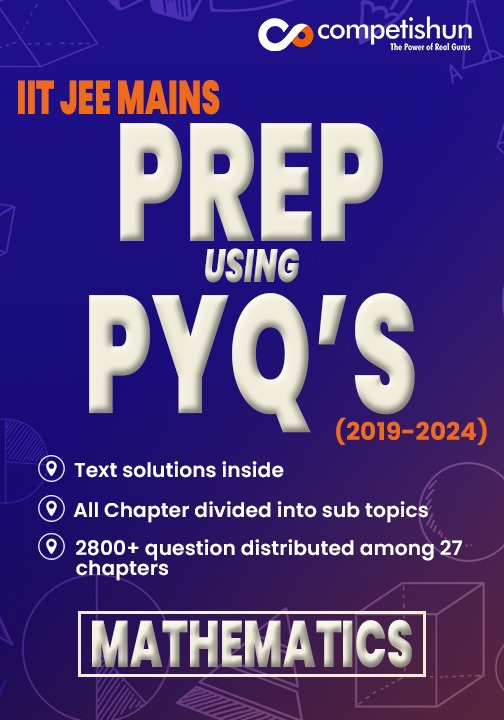 competishun
The Power of Real Gurus
IIT JEE MAINS
PREP
USING
PYQ'S
(2019-2024)
Text solutions inside
All Chapter divided into sub topics
2800+ question distributed among 27
chapters
MATHEMATICS